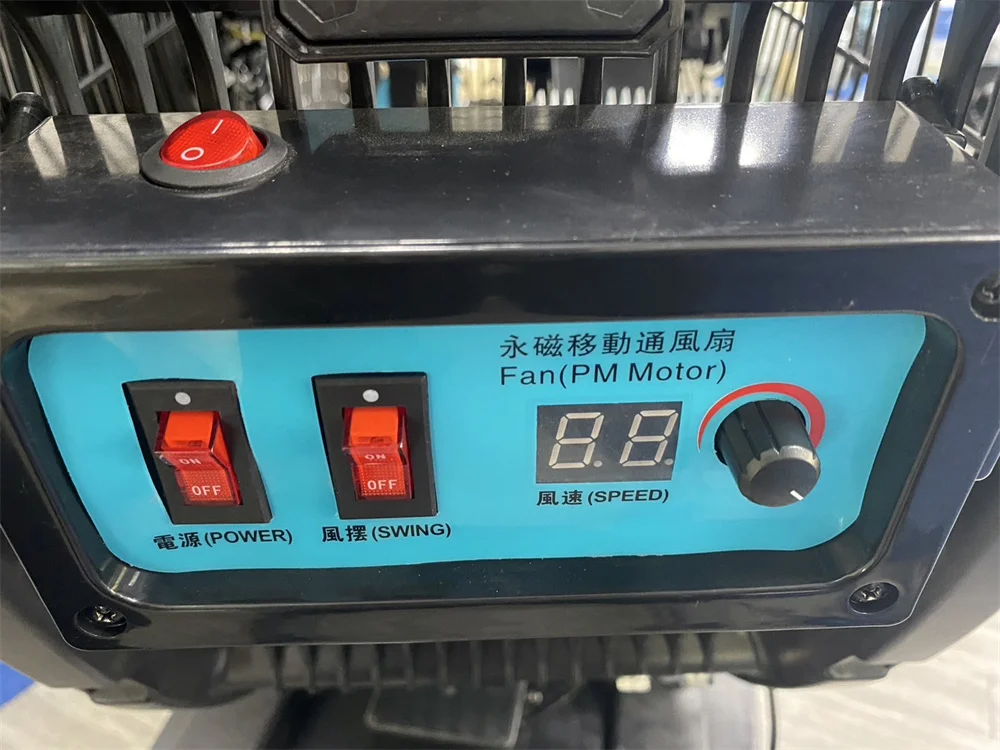 永磁移動通風扇
Fan(PM Motor)
ON
OFF
ON
OFF
8.8.
電源(POWER)
風摆(SWING)
風速(SPEED)